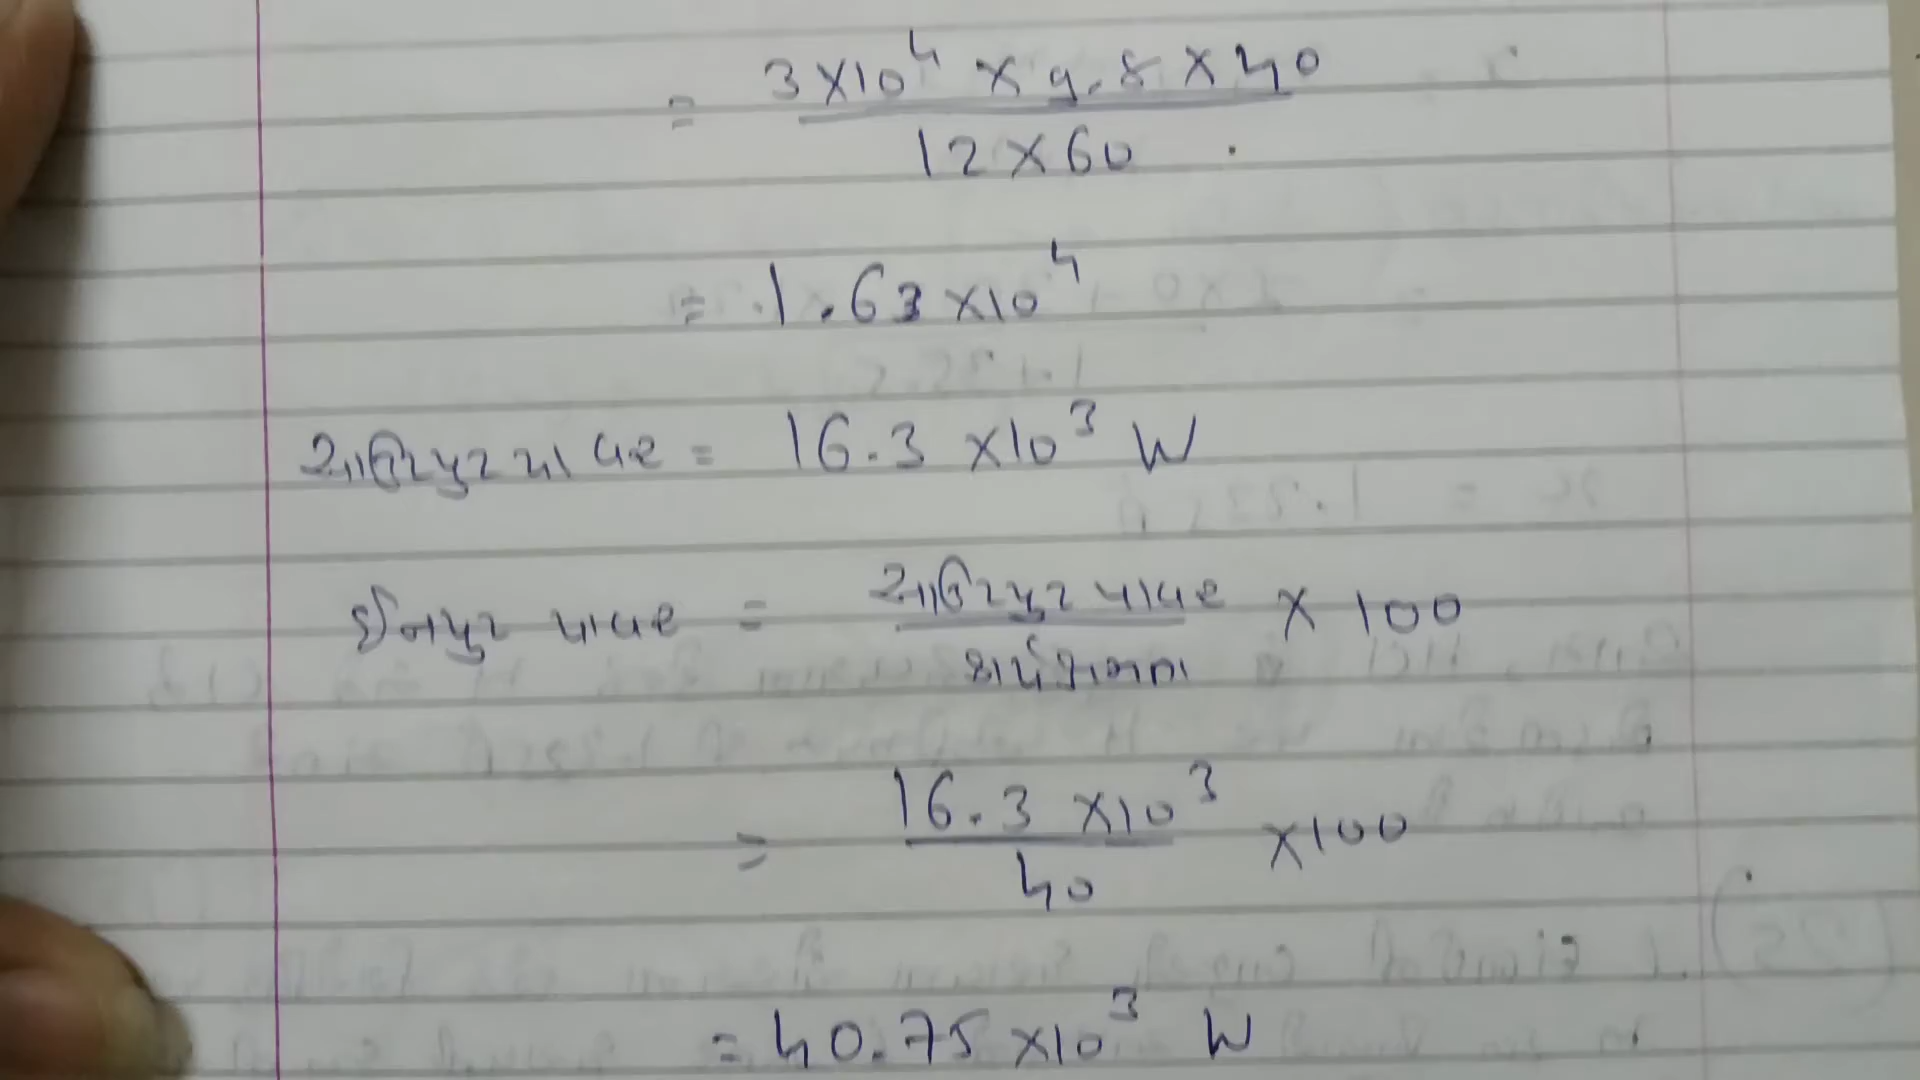 = 3×10⁴ × 9.8 × 40
12 × 60
= 1.63 ×10⁴
આઉટપુટ પાવર = 16.3 ×10³ W
ઈનપુટ પાવર = આઉટપુટ પાવર × 100
કાર્યક્ષમતા
= 16.3 ×10³ ×100
40
= 40.75 ×10³ W